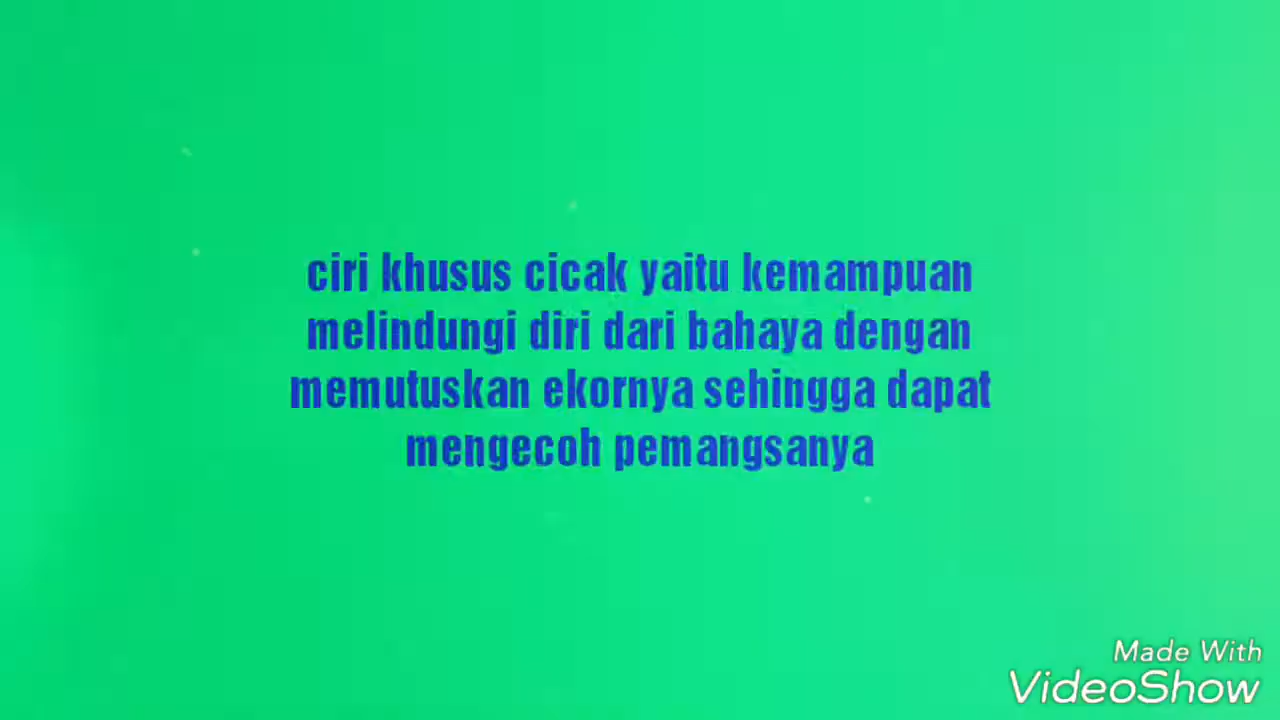 ciri khusus cicak yaitu kemampuan
melindungi diri dari bahaya dengan
memutuskan ekornya sehingga dapat
mengecoh pemangsanya
Made With
VideoShow